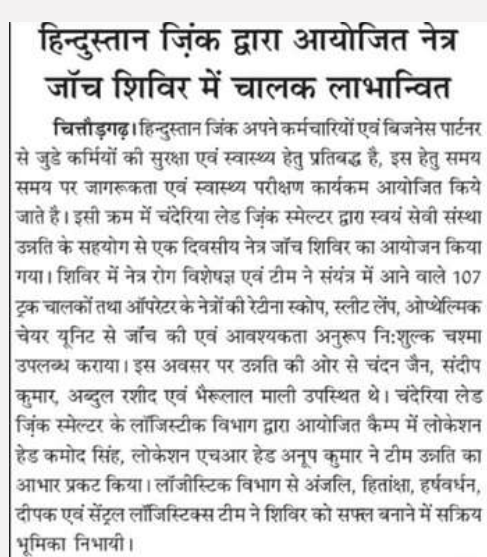 हिन्दुस्तान ज़िंक द्वारा आयोजित नेत्र
जॉच शिविर में चालक लाभान्वित
चित्तौड़गढ़। हिन्दुस्तान जिंक अपने कर्मचारियों एवं बिजनेस पार्टनर
से जुडे कर्मियों की सुरक्षा एवं स्वास्थ्य हेतु प्रतिबद्ध है, इस हेतु समय
समय पर जागरूकता एवं स्वास्थ्य परीक्षण कार्यकम आयोजित किये
जाते है। इसी क्रम में चंदेरिया लेड ज़िंक स्मेल्टर द्वारा स्वयं सेवी संस्था
उन्नति के सहयोग से एक दिवसीय नेत्र जॉच शिविर का आयोजन किया
गया। शिविर में नेत्र रोग विशेषज्ञ एवं टीम ने संयंत्र में आने वाले 107
ट्रक चालकों तथा ऑपरेटर के नेत्रों की रेटीना स्कोप, स्लीट लेंप, ओप्थेल्मिक
चेयर यूनिट से जॉंच की एवं आवश्यकता अनुरूप नि:शुल्क चश्मा
उपलब्ध कराया। इस अवसर पर उन्नति की ओर से चंदन जैन, संदीप
कुमार, अब्दुल रशीद एवं भैरूलाल माली उपस्थित थे। चंदेरिया लेड
ज़िंक स्मेल्टर के लॉजिस्टीक विभाग द्वारा आयोजित कैम्प में लोकेशन
हेड कमोद सिंह, लोकेशन एचआर हेड अनूप कुमार ने टीम उन्नति का
आभार प्रकट किया। लॉजीस्टिक विभाग से अंजलि, हितांक्षा, हर्षवर्धन,
दीपक एवं सेंट्रल लॉजिस्टिक्स टीम ने शिविर को सफ्ल बनाने में सक्रिय
भूमिका निभायी।